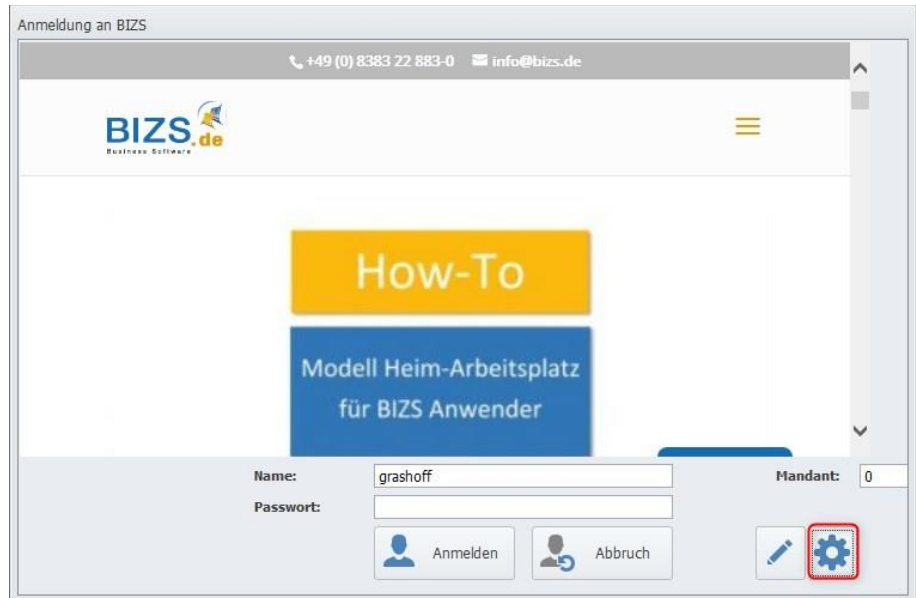 Anmeldung an BIZS
+49 (0) 8383 22 883-0 info@bizs.de
BIZS.de
Business Software
How-To
Modell Heim-Arbeitsplatz
für BIZS Anwender
Name: grashoff Mandant: 0
Passwort:
Anmelden Abbruch